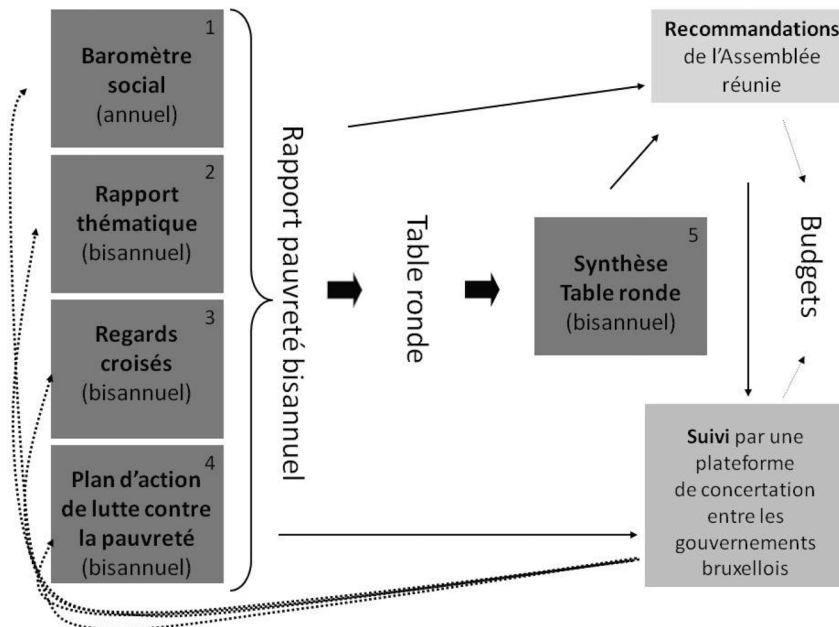 1
Baromètre
social
(annuel)
2
Rapport
thématique
(bisannuel)
3
Regards
croisés
(bisannuel)
4
Plan d’action
de lutte contre
la pauvreté
(bisannuel)
Rapport pauvreté bisannuel
Table ronde
5
Synthèse
Table ronde
(bisannuel)
Recommandations
de l’Assemblée
réunie
Budgets
Suivi par une
plateforme
de concertation
entre les
gouvernements
bruxellois